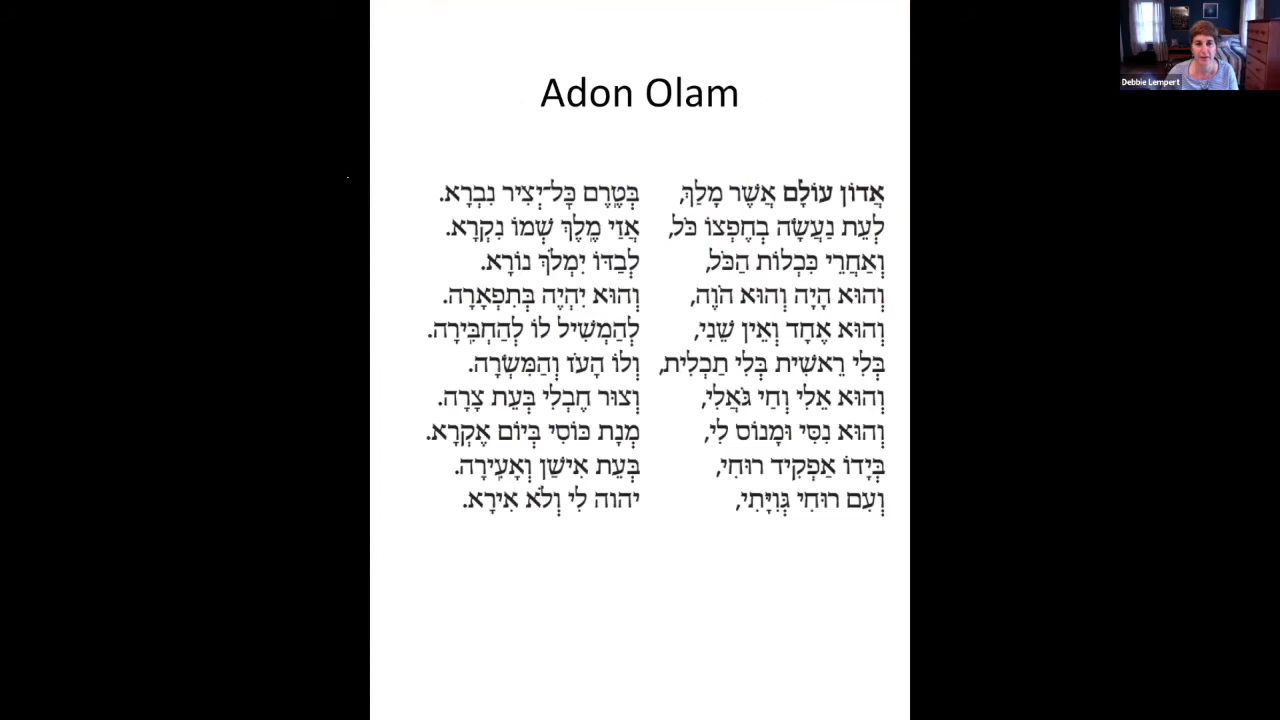 Adon Olam
אֲדוֹן עוֹלָם אֲשֶׁר מָלַךְ, בְּטֶֽרֶם כׇּל־יְצִיר נִבְרָא.
לְעֵת נַעֲשָׂה בְחֶפְצוֹ כֹּל, אֲזַי מֶֽלֶךְ שְׁמוֹ נִקְרָא.
וְאַחֲרֵי כִּכְלוֹת הַכֹּל, לְבַדּוֹ יִמְלֹךְ נוֹרָא.
וְהוּא הָיָה וְהוּא הֹוֶה, וְהוּא יִהְיֶה בְּתִפְאָרָה.
וְהוּא אֶחָד וְאֵין שֵׁנִי, לְהַמְשִׁיל לוֹ לְהַחְבִּֽירָה.
בְּלִי רֵאשִׁית בְּלִי תַכְלִית, וְלוֹ הָעֹז וְהַמִּשְׂרָה.
וְהוּא אֵלִי וְחַי גֹּאֲלִי, וְצוּר חֶבְלִי בְּעֵת צָרָה.
וְהוּא נִסִּי וּמָנוֹס לִי, מְנָת כּוֹסִי בְּיוֹם אֶקְרָא.
בְּיָדוֹ אַפְקִיד רוּחִי, בְּעֵת אִישַׁן וְאָעִֽירָה.
וְעִם רוּחִי גְּוִיָּתִי, יהוה לִי וְלֹא אִירָא.
Debbie Lempert